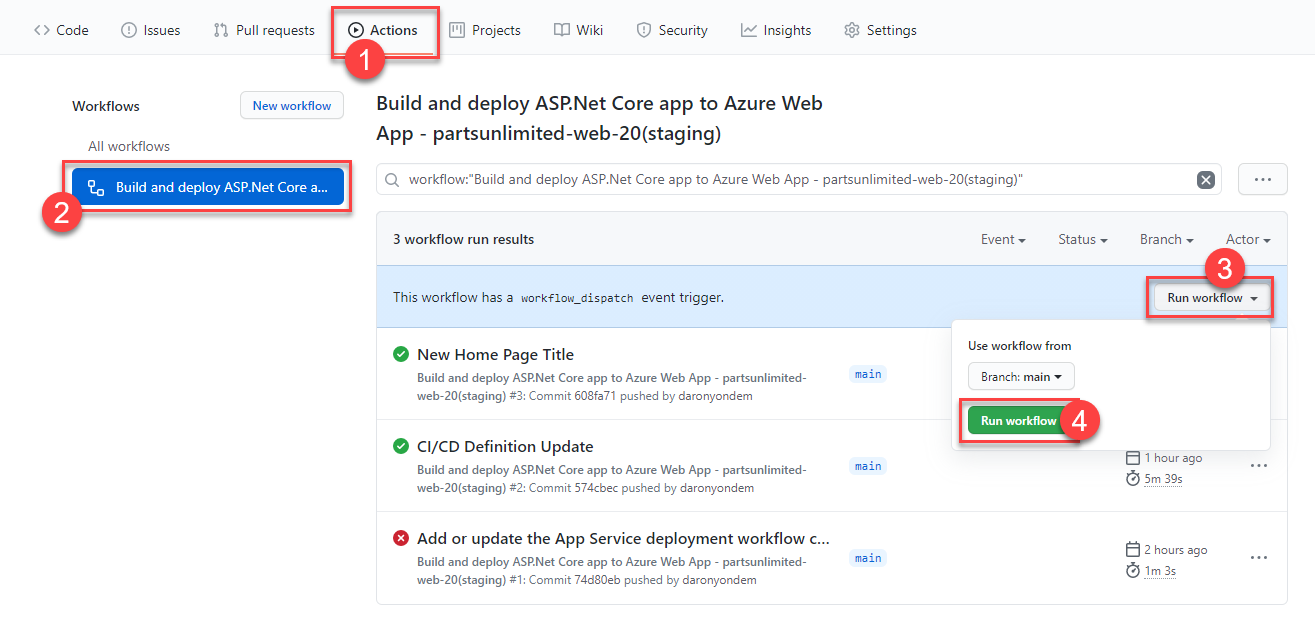 Code Issues Pull requests Actions Projects Wiki Security Insights Settings
1
Workflows
New workflow
All workflows
Build and deploy ASP.Net Core a...
2
Build and deploy ASP.Net Core app to Azure Web
App - partsunlimited-web-20(staging)
workflow:"Build and deploy ASP.Net Core app to Azure Web App - partsunlimited-web-20(staging)"
3 workflow run results
Event Status Branch Actor
3
This workflow has a workflow_dispatch event trigger.
Run workflow
Use workflow from
Branch: main
Run workflow
4
New Home Page Title
Build and deploy ASP.Net Core app to Azure Web App - partsunlimited-
web-20(staging) #3: Commit 608fa71 pushed by daronyondem
main
CI/CD Definition Update
Build and deploy ASP.Net Core app to Azure Web App - partsunlimited-
web-20(staging) #2: Commit 574cbec pushed by daronyondem
main
1 hour ago
5m 39s
Add or update the App Service deployment workflow c...
Build and deploy ASP.Net Core app to Azure Web App - partsunlimited-
web-20(staging) #1: Commit 74d80eb pushed by daronyondem
main
2 hours ago
1m 3s